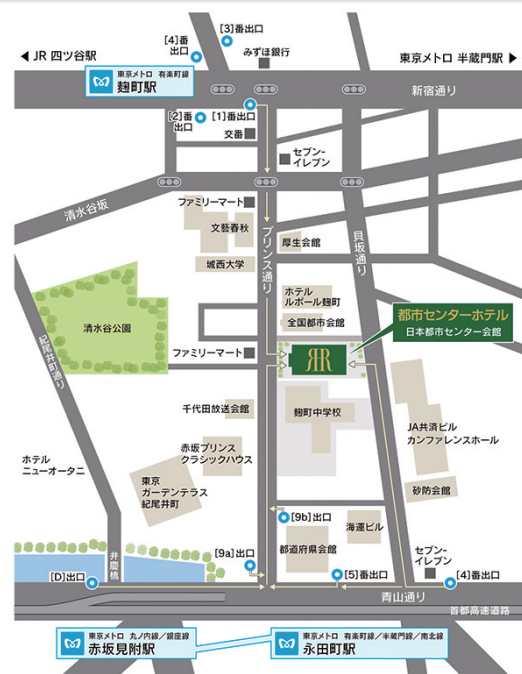 [3]番出口
[4]番
出口
みずほ銀行
◀ JR 四ツ谷駅
東京メトロ 半蔵門駅 ▶
東京メトロ 有楽町線
麹町駅
新宿通り
[2]番
出口
[1]番出口
交番
セブン-
イレブン
清水谷坂
ファミリーマート
文藝春秋
プリンス通り
厚生会館
貝坂通り
城西大学
ホテル
ルポール麹町
全国都市会館
都市センターホテル
日本都市センター会館
清水谷公園
紀尾井町通り
ファミリーマート
千代田放送会館
麹町中学校
JA共済ビル
カンファレンスホール
赤坂プリンス
クラシックハウス
ホテル
ニューオータニ
東京
ガーデンテラス
紀尾井町
砂防会館
[9b]出口
海運ビル
都道府県会館
弁慶橋
[9a]出口
セブン-
イレブン
[D]出口
[5]番出口
[4]番出口
青山通り
首都高速道路
東京メトロ 丸ノ内線/銀座線
赤坂見附駅
東京メトロ 有楽町線/半蔵門線/南北線
永田町駅